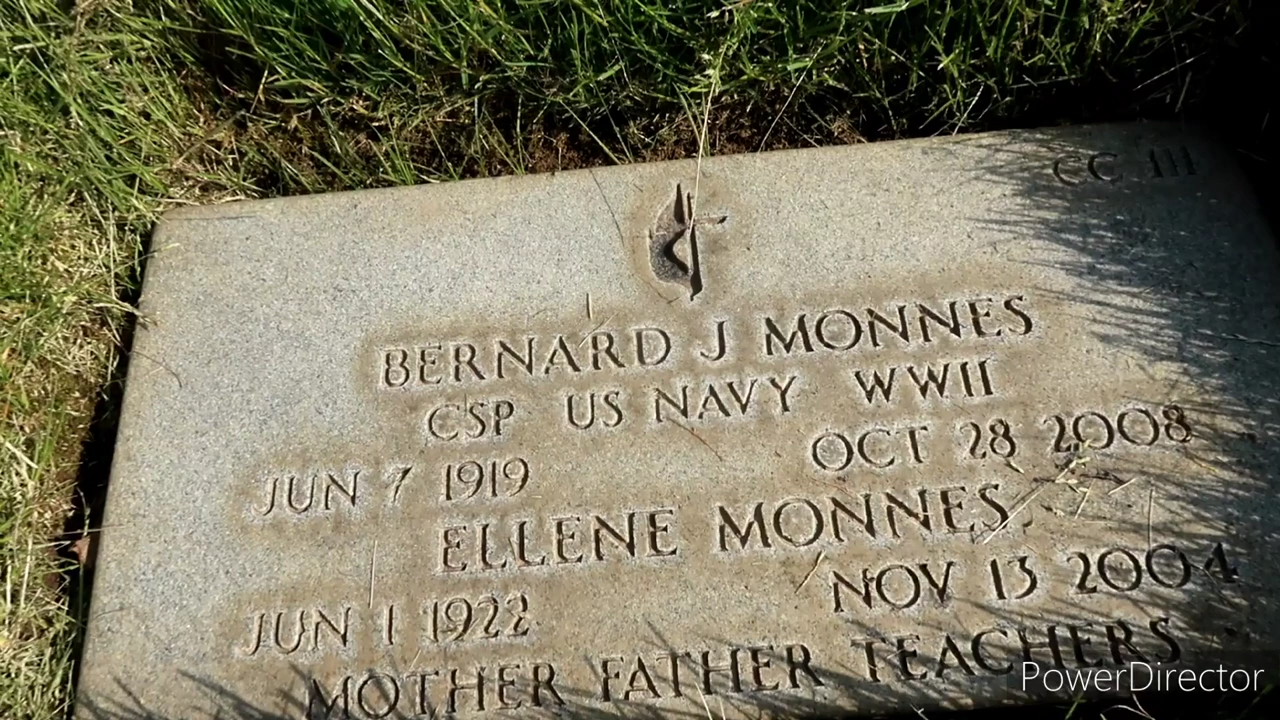 CC 111
BERNARD J MONNES
CSP US NAVY WWII
JUN 7 1919 OCT 28 2008
ELLENE MONNES
JUN 1 1922 NOV 13 2004
MOTHER FATHER TEACHERS
PowerDirector